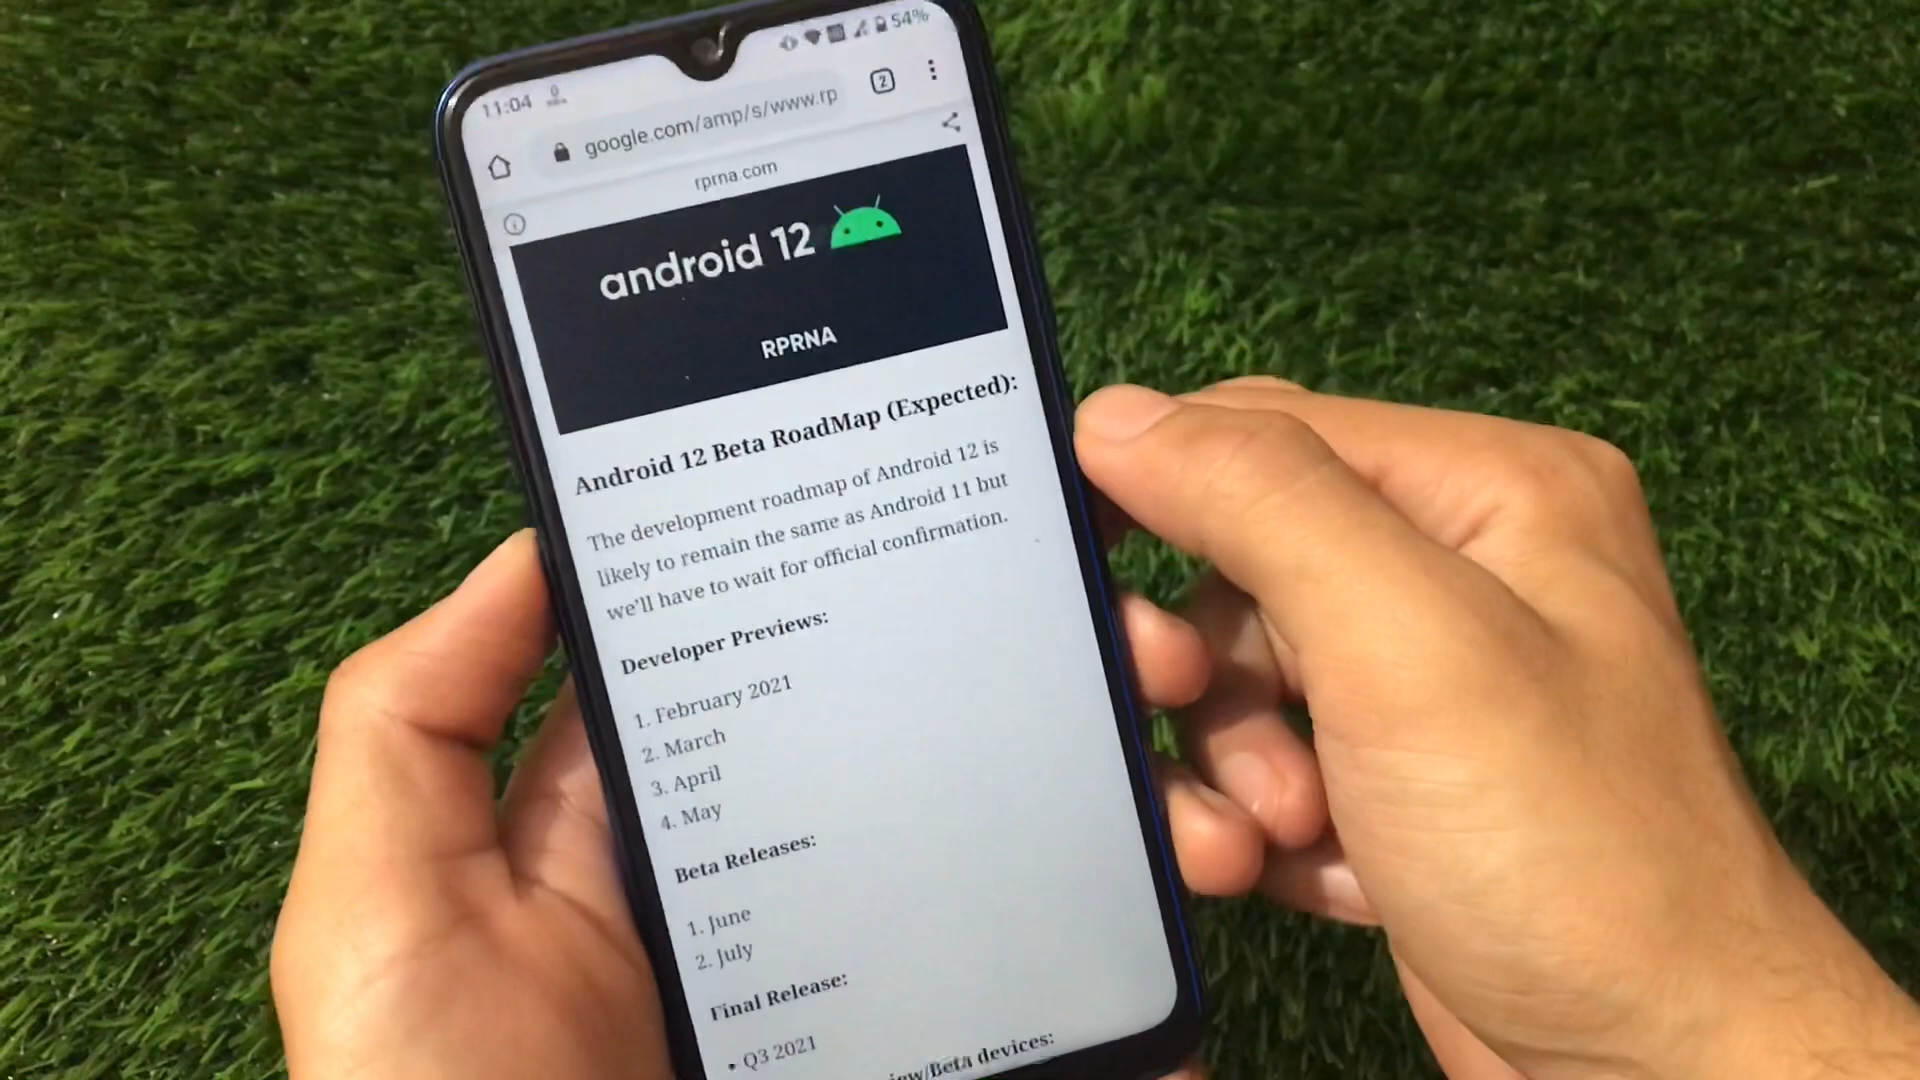 11:04
54%
google.com/amp/s/www.rp
2
rprna.com
android 12
RPRNA
Android 12 Beta RoadMap (Expected):
The development roadmap of Android 12 is
likely to remain the same as Android 11 but
we'll have to wait for official confirmation.
Developer Previews:
1. February 2021
2. March
3. April
4. May
Beta Releases:
1. June
2. July
Final Release:
• Q3 2021
devices: